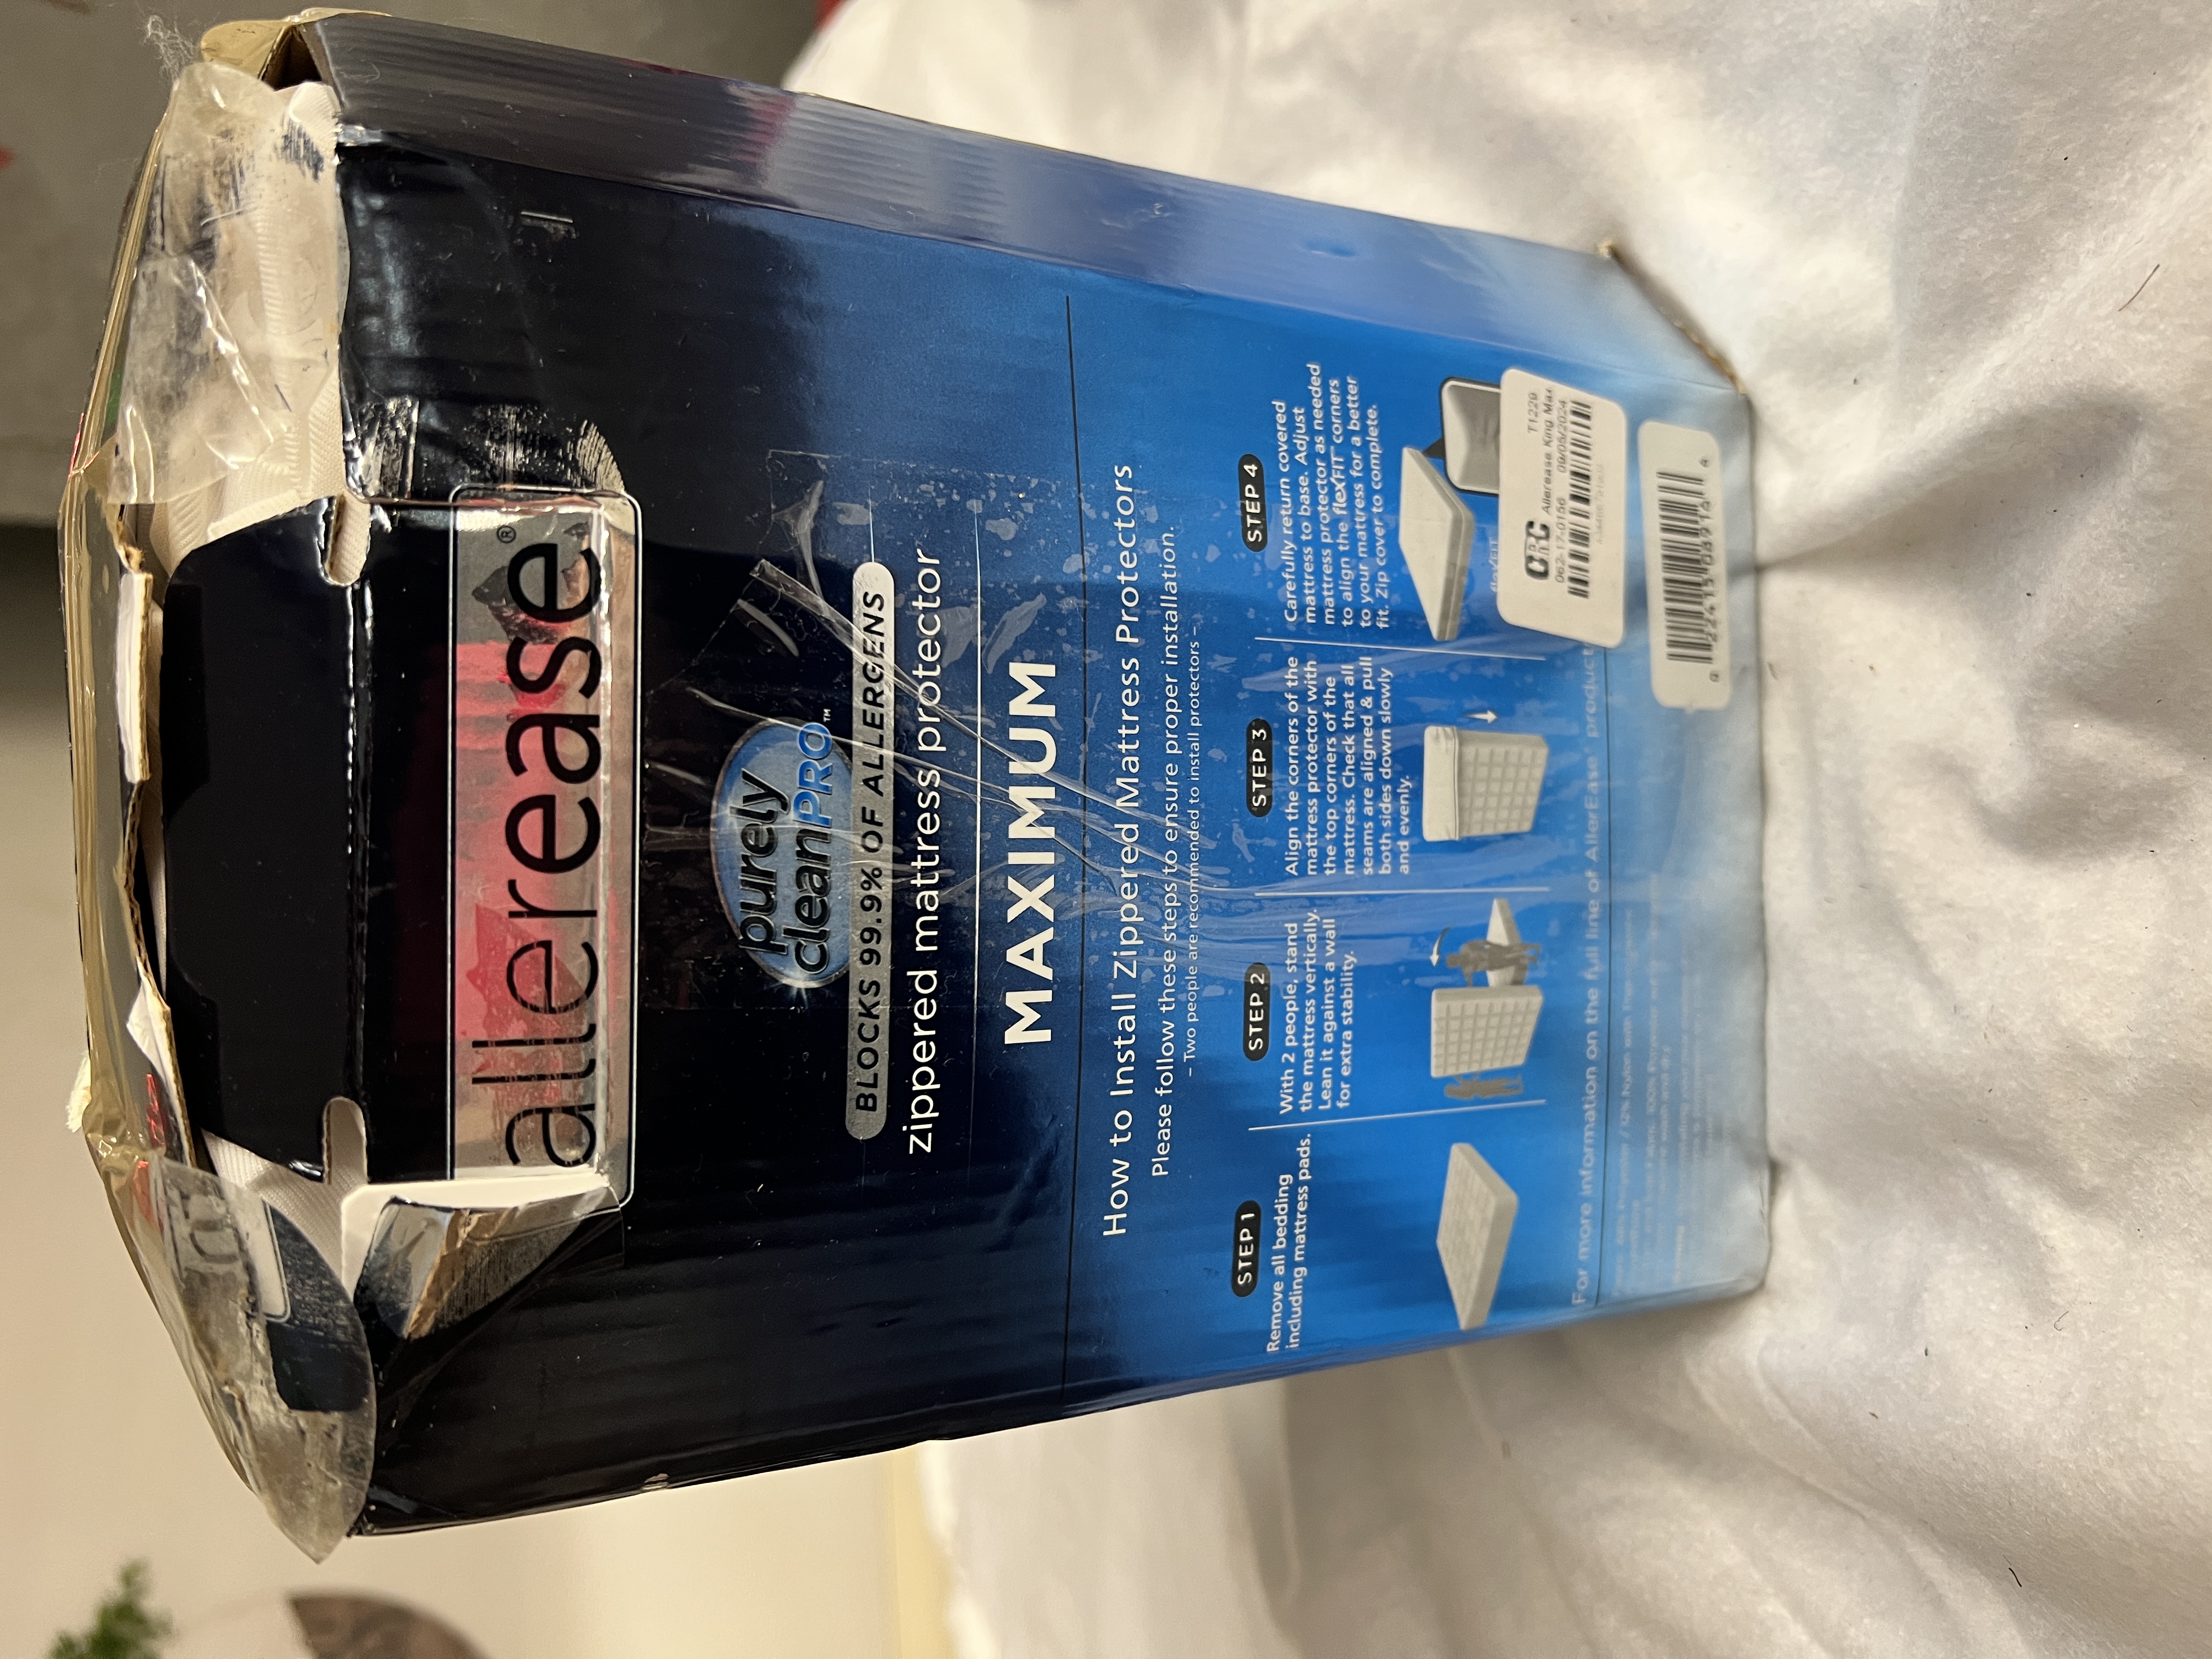 allerease®
purely
cleanPRO™
BLOCKS 99.9% OF ALLERGENS
zippered mattress protector
MAXIMUM
How to Install Zippered Mattress Protectors
Please follow these steps to ensure proper installation.
– Two people are recommended to install protectors –
STEP 1
Remove all bedding
including mattress pads.
STEP 2
With 2 people, stand
the mattress vertically.
Lean it against a wall
for extra stability.
STEP 3
Align the corners of the
mattress protector with
the top corners of the
mattress. Check that all
seams are aligned & pull
both sides down slowly
and evenly.
STEP 4
Carefully return covered
mattress to base. Adjust
mattress protector as needed
to align the flexFIT™ corners
to your mattress for a better
fit. Zip cover to complete.
CRC
T1229
Allerease King Max
062-17-0156 09/05/2024
For more information on the full line of AllerEase® product